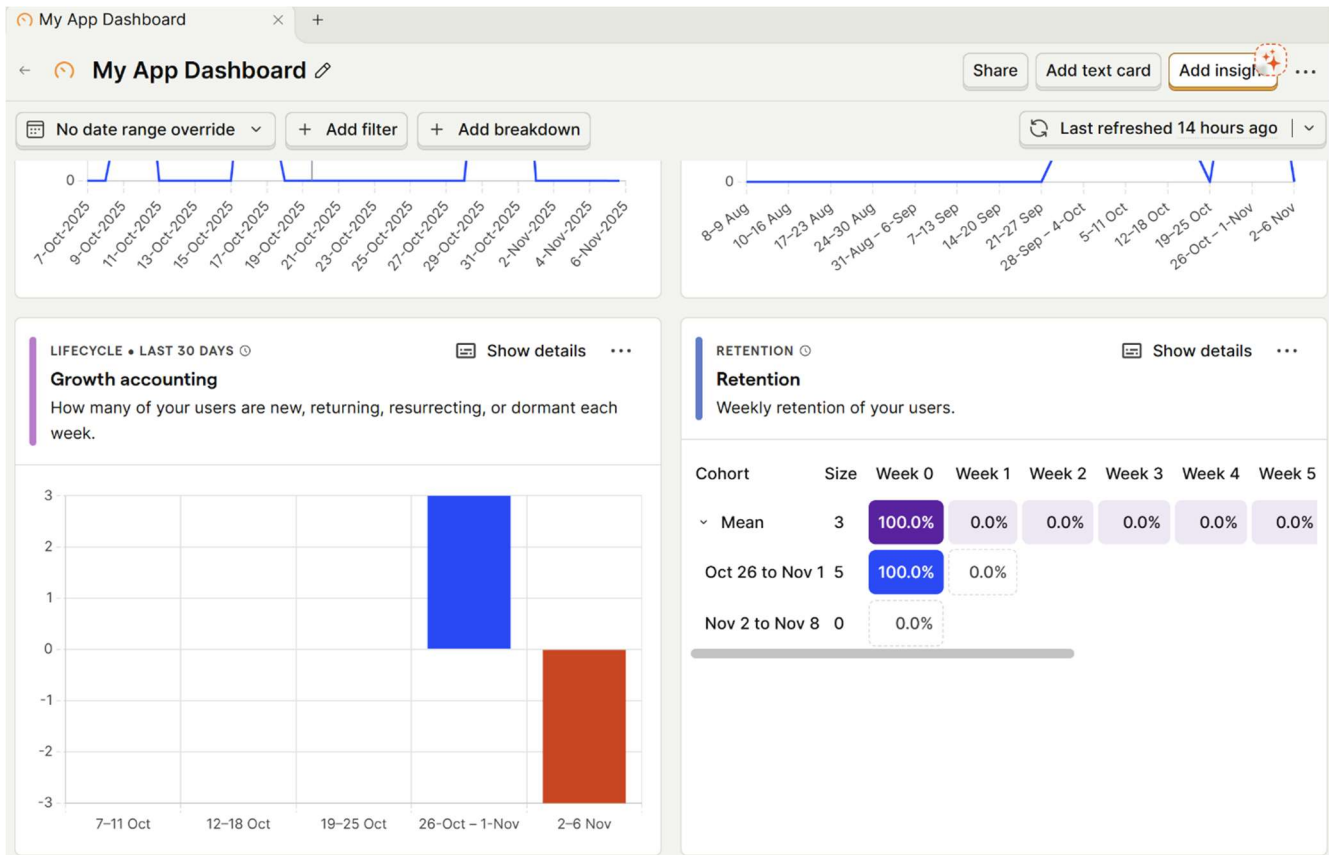 My App Dashboard
My App Dashboard
Share
Add text card
Add insigh
No date range override
+ Add filter
+ Add breakdown
Last refreshed 14 hours ago
0
7-Oct-2025
9-Oct-2025
11-Oct-2025
13-Oct-2025
15-Oct-2025
17-Oct-2025
19-Oct-2025
21-Oct-2025
23-Oct-2025
25-Oct-2025
27-Oct-2025
29-Oct-2025
31-Oct-2025
2-Nov-2025
4-Nov-2025
6-Nov-2025
0
8–9 Aug
10–16 Aug
17–23 Aug
24–30 Aug
31-Aug – 6-Sep
7–13 Sep
14–20 Sep
21–27 Sep
28-Sep – 4-Oct
5–11 Oct
12–18 Oct
19–25 Oct
26-Oct – 1-Nov
2–6 Nov
LIFECYCLE • LAST 30 DAYS
Show details
Growth accounting
How many of your users are new, returning, resurrecting, or dormant each
week.
3
2
1
0
-1
-2
-3
7–11 Oct
12–18 Oct
19–25 Oct
26-Oct – 1-Nov
2–6 Nov
RETENTION
Show details
Retention
Weekly retention of your users.
Cohort Size Week 0 Week 1 Week 2 Week 3 Week 4 Week 5
Mean 3 100.0% 0.0% 0.0% 0.0% 0.0% 0.0%
Oct 26 to Nov 1 5 100.0% 0.0%
Nov 2 to Nov 8 0 0.0%